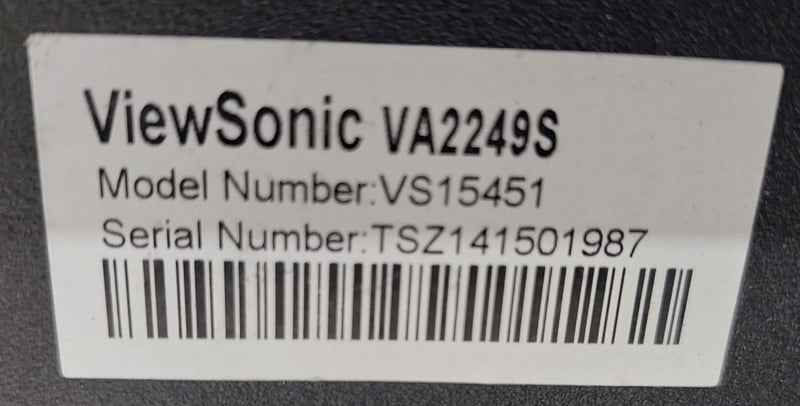 ViewSonic VA2249S
Model Number:VS15451
Serial Number:TSZ141501987